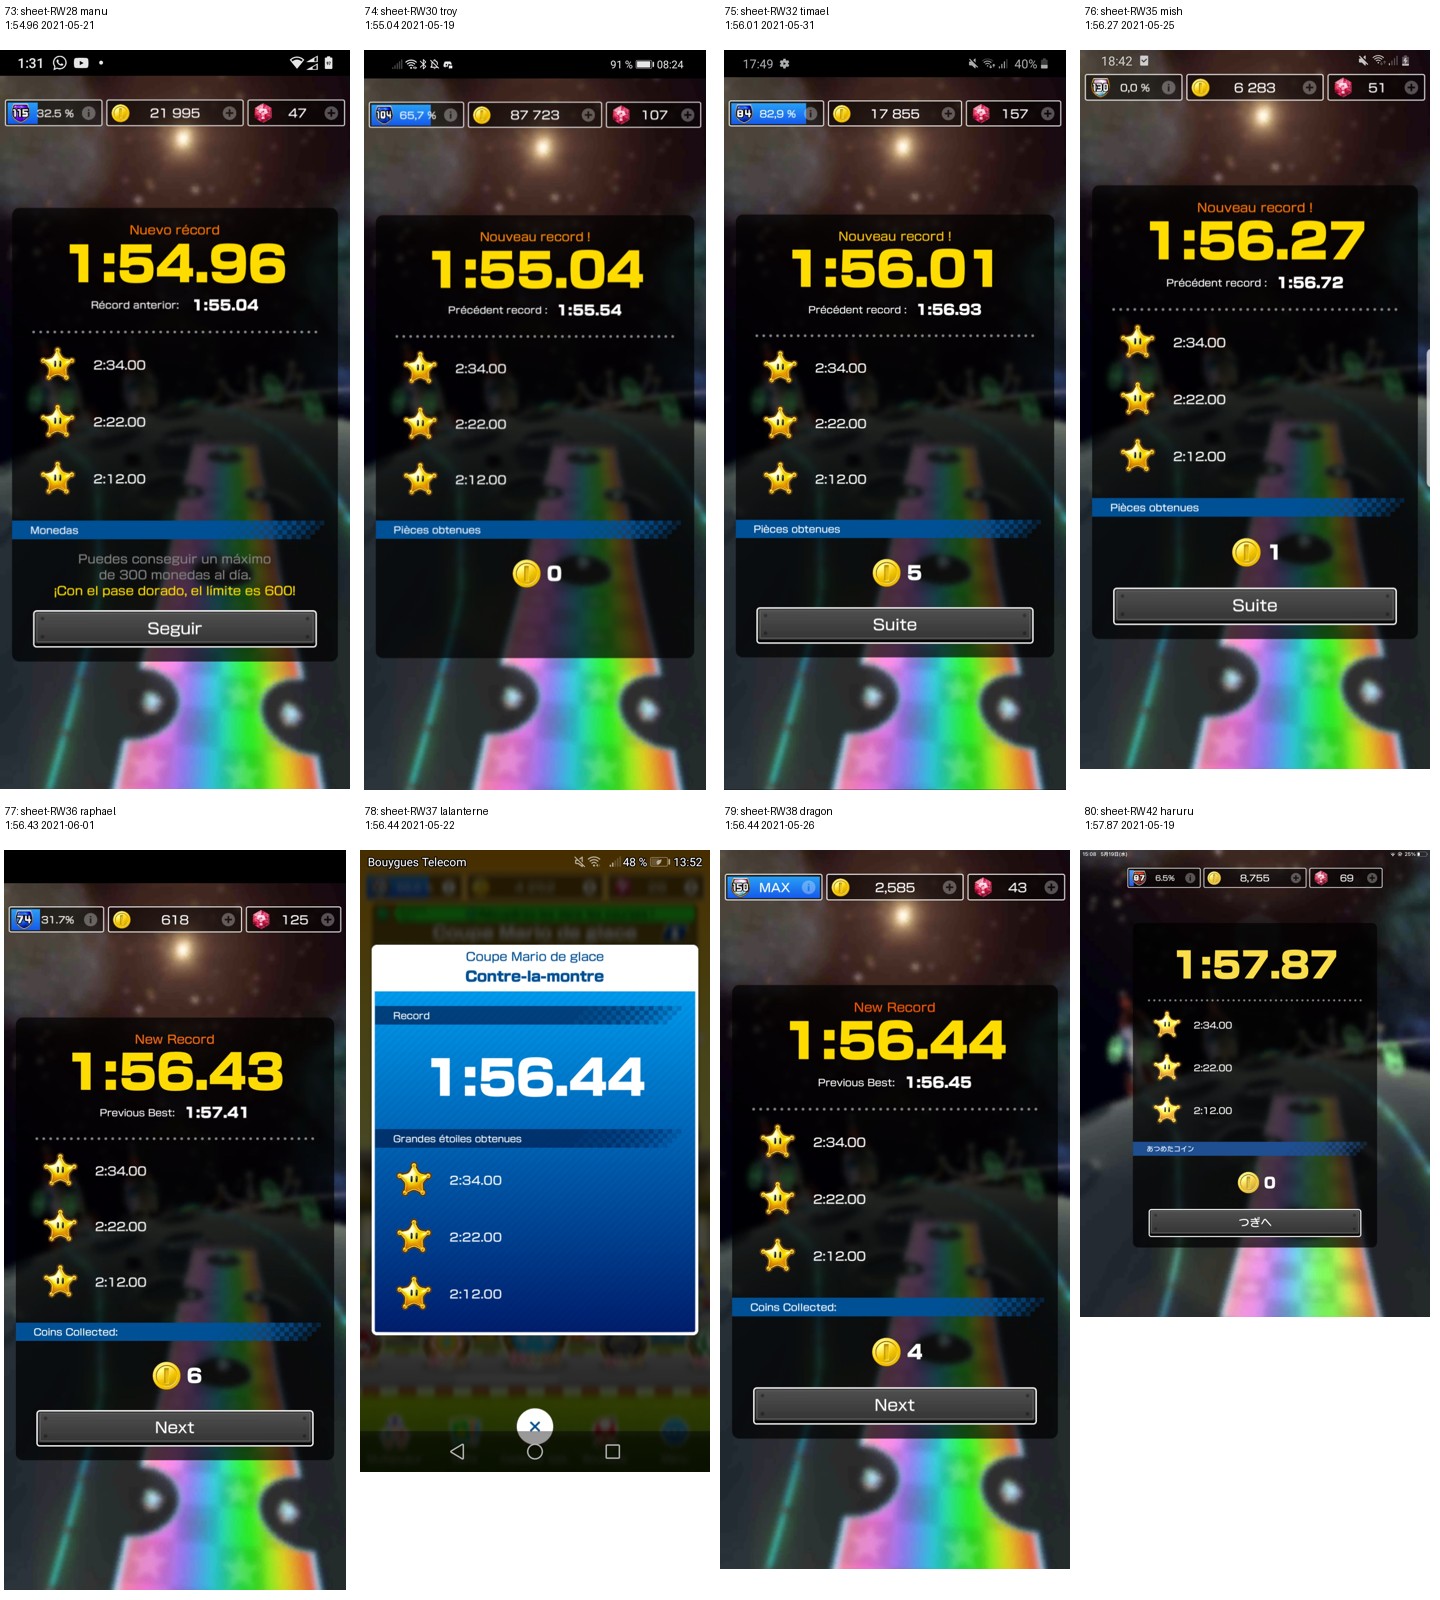 73: sheet-RW28 manu
1:54.96 2021-05-21
1:31
115 32.5 % 21 995 47
Nuevo récord
1:54.96
Récord anterior: 1:55.04
2:34.00
2:22.00
2:12.00
Monedas
Puedes conseguir un máximo
de 300 monedas al día.
¡Con el pase dorado, el límite es 600!
Seguir
74: sheet-RW30 troy
1:55.04 2021-05-19
91 % 08:24
104 65,7 % 87 723 107
Nouveau record !
1:55.04
Précédent record : 1:55.54
2:34.00
2:22.00
2:12.00
Pièces obtenues
0
75: sheet-RW32 timael
1:56.01 2021-05-31
17:49 40%
84 82,9 % 17 855 157
Nouveau record !
1:56.01
Précédent record : 1:56.93
2:34.00
2:22.00
2:12.00
Pièces obtenues
5
Suite
76: sheet-RW35 mish
1:56.27 2021-05-25
18:42
130 0,0 % 6 283 51
Nouveau record !
1:56.27
Précédent record : 1:56.72
2:34.00
2:22.00
2:12.00
Pièces obtenues
1
Suite
77: sheet-RW36 raphael
1:56.43 2021-06-01
74 31.7% 618 125
New Record
1:56.43
Previous Best: 1:57.41
2:34.00
2:22.00
2:12.00
Coins Collected:
6
Next
78: sheet-RW37 lalanterne
1:56.44 2021-05-22
Bouygues Telecom 48 % 13:52
Coupe Mario de glace
Coupe Mario de glace
Contre-la-montre
Record
1:56.44
Grandes étoiles obtenues
2:34.00
2:22.00
2:12.00
79: sheet-RW38 dragon
1:56.44 2021-05-26
150 MAX 2,585 43
New Record
1:56.44
Previous Best: 1:56.45
2:34.00
2:22.00
2:12.00
Coins Collected:
4
Next
80: sheet-RW42 haruru
1:57.87 2021-05-19
15:08 5月19日(水) 25%
87 6.5% 8,755 69
1:57.87
2:34.00
2:22.00
2:12.00
あつめたコイン
0
つぎへ